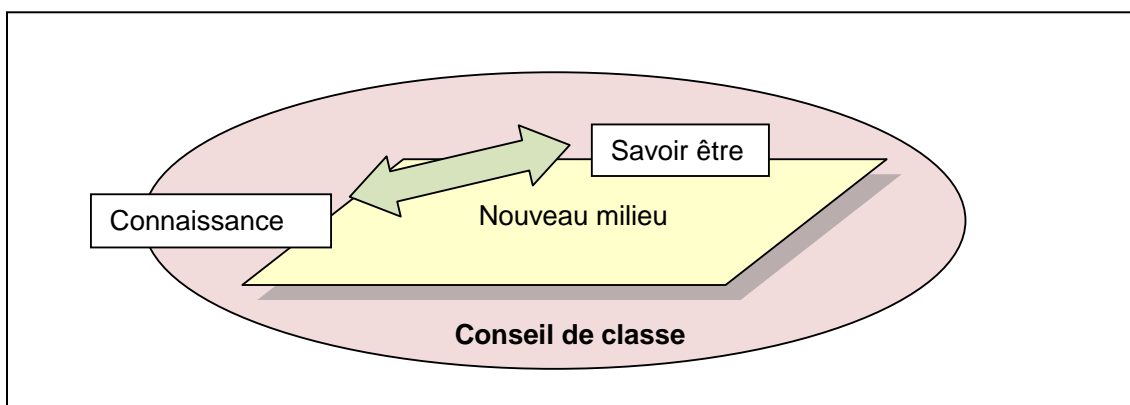 Savoir être
Connaissance
Nouveau milieu
Conseil de classe